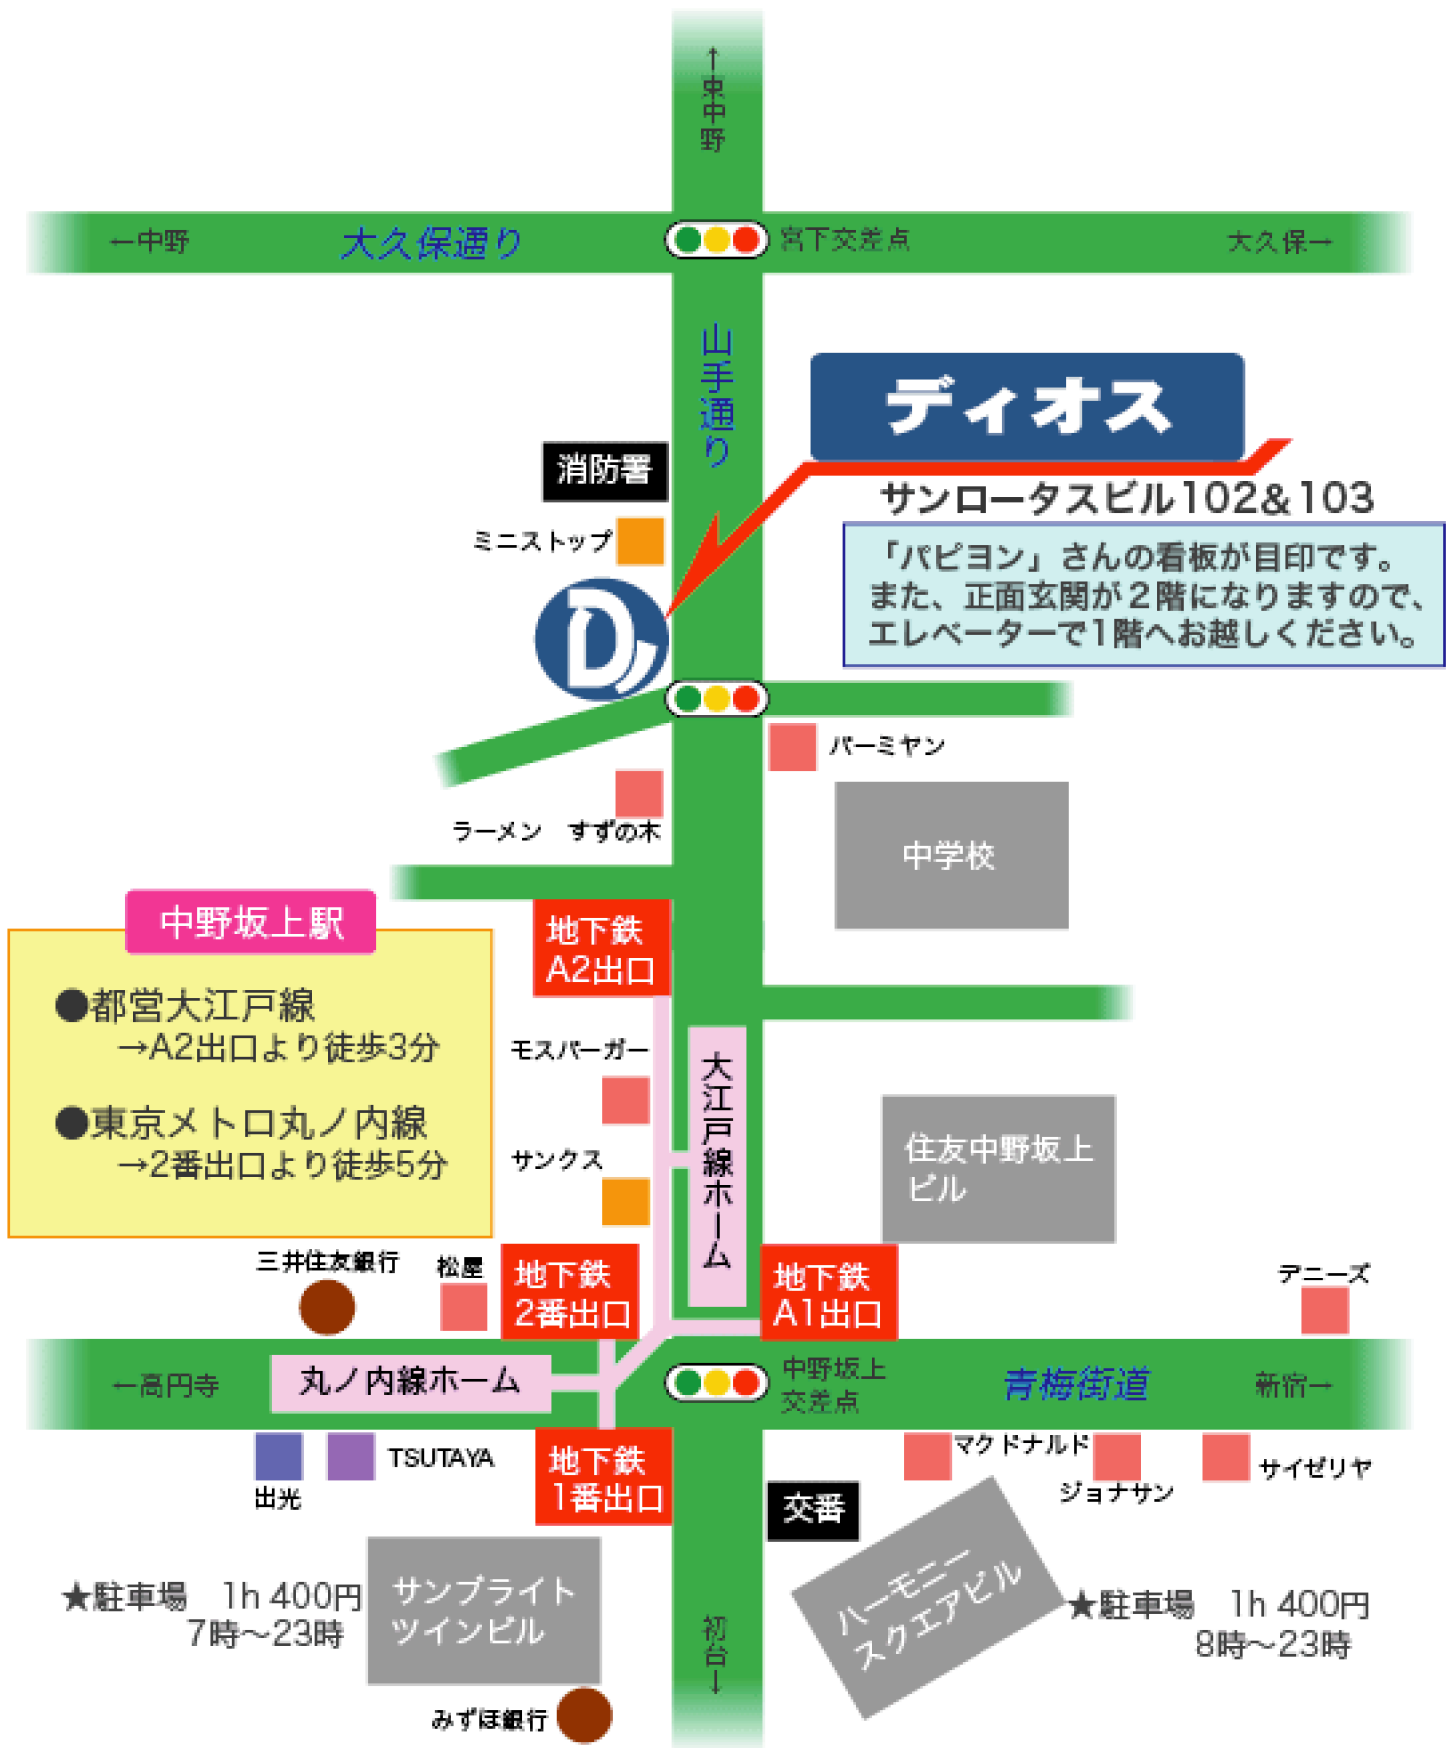 ↑東中野
←中野
大久保通り
宮下交差点
大久保→
山手通り
ディオス
消防署
サンロータスビル102&103
ミニストップ
「パピヨン」さんの看板が目印です。
また、正面玄関が２階になりますので、
エレベーターで1階へお越しください。
D
バーミヤン
ラーメン　すずの木
中学校
中野坂上駅
地下鉄
A2出口
●都営大江戸線
→A2出口より徒歩3分
●東京メトロ丸ノ内線
→2番出口より徒歩5分
モスバーガー
大江戸線ホーム
サンクス
住友中野坂上
ビル
三井住友銀行
松屋
地下鉄
2番出口
地下鉄
A1出口
デニーズ
←高円寺
丸ノ内線ホーム
中野坂上
交差点
青梅街道
新宿→
出光
TSUTAYA
地下鉄
1番出口
交番
マクドナルド
ジョナサン
サイゼリヤ
★駐車場　1h 400円
7時〜23時
サンブライト
ツインビル
ハーモニー
スクエアビル
★駐車場　1h 400円
8時〜23時
初台↓
みずほ銀行